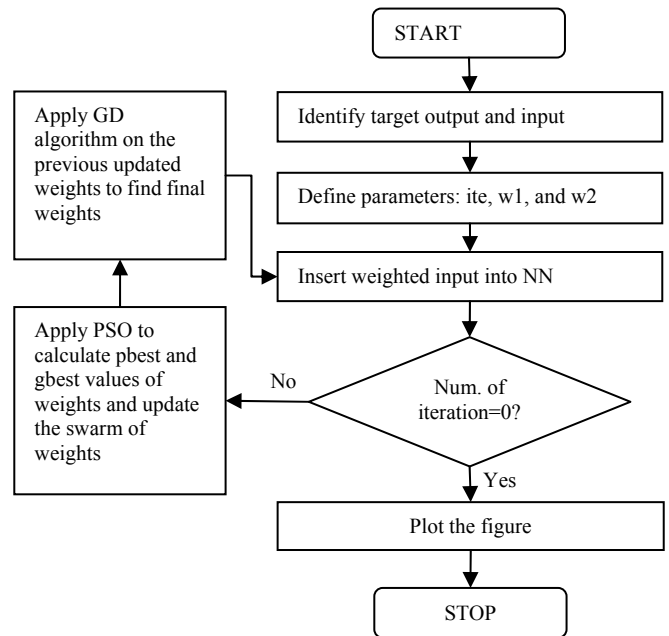 START
Identify target output and input
Define parameters: ite, w1, and w2
Insert weighted input into NN
Num. of
iteration=0?
No
Apply PSO to
calculate pbest and
gbest values of
weights and update
the swarm of
weights
Apply GD
algorithm on the
previous updated
weights to find final
weights
Yes
Plot the figure
STOP